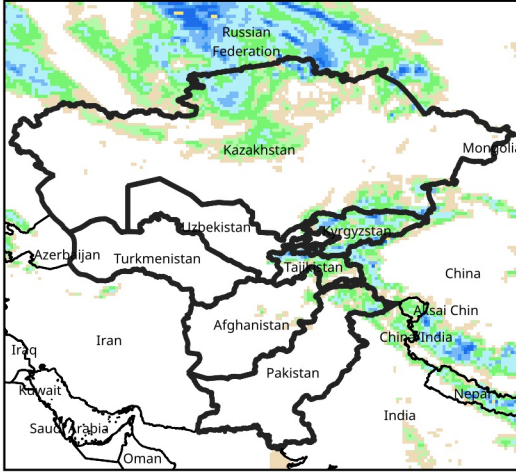 Russian
Federation
Kazakhstan
Mongolia
Uzbekistan
Kyrgyzstan
Azerbaijan
Turkmenistan
Tajikistan
China
Aksai Chin
Afghanistan
China/India
Iran
Iraq
Pakistan
Kuwait
Nepal
India
Saudi Arabia
Oman